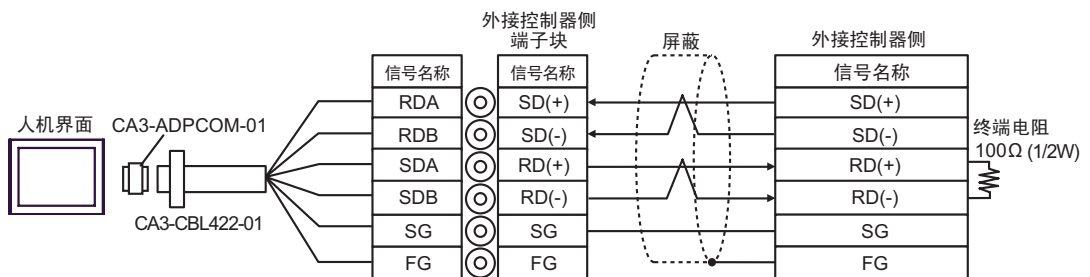 外接控制器侧
端子块
屏蔽
外接控制器侧
信号名称 信号名称 信号名称
RDA SD(+) SD(+)
人机界面 CA3-ADPCOM-01
RDB SD(-) SD(-)
终端电阻
100Ω (1/2W)
SDA RD(+) RD(+)
SDB RD(-) RD(-)
CA3-CBL422-01
SG SG SG
FG FG FG